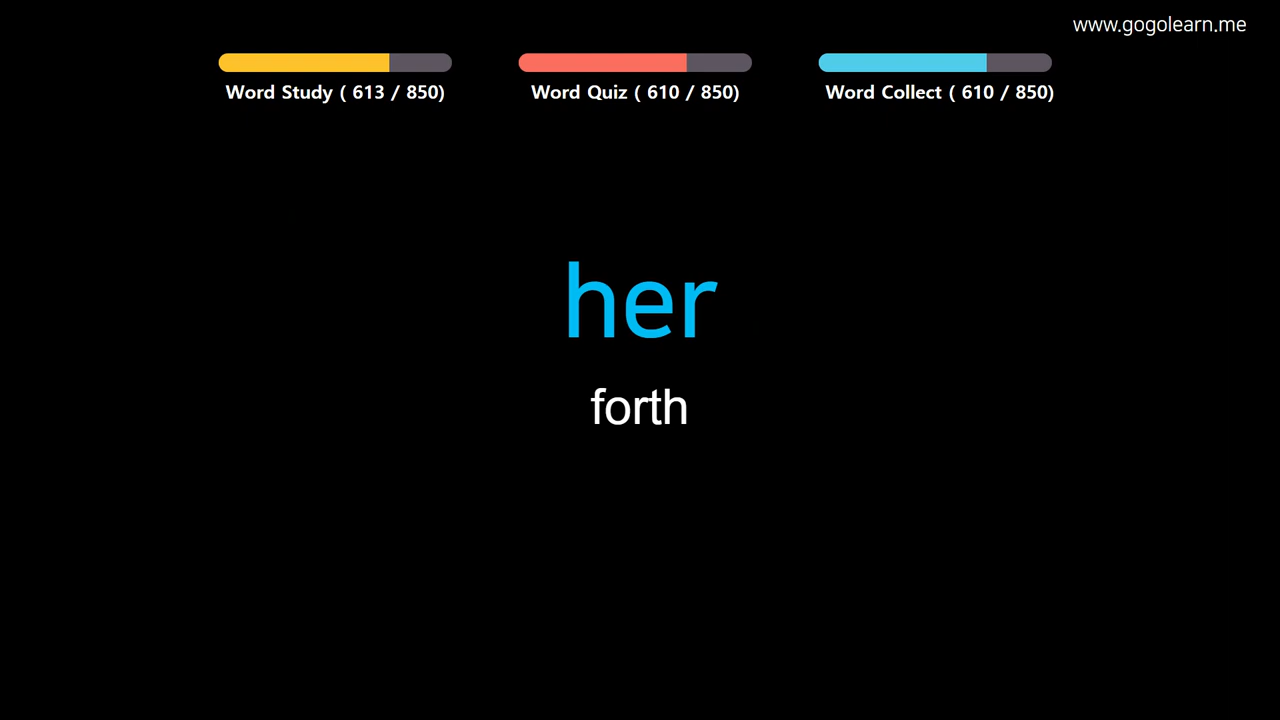 www.gogolearn.me
Word Study ( 613 / 850)
Word Quiz ( 610 / 850)
Word Collect ( 610 / 850)
her
forth